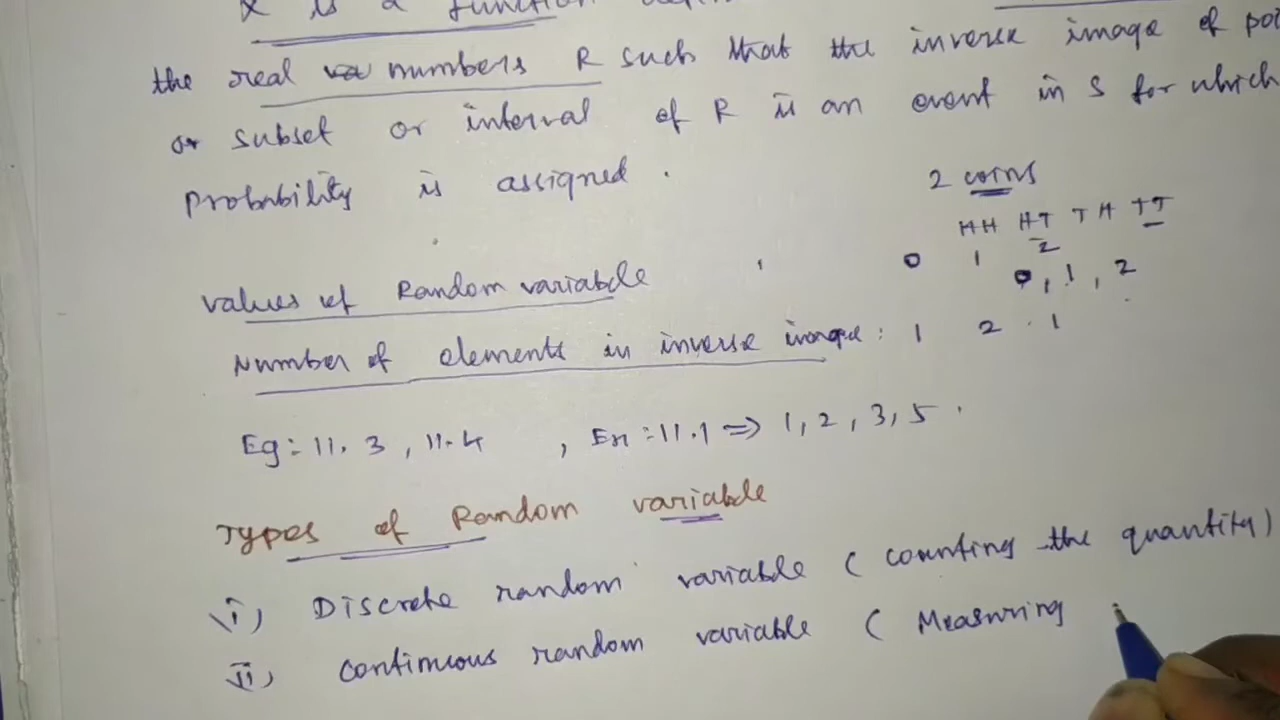 X is a function
the real numbers R such that the inverse image of poi
or subset or interval of R is an event in S for which
Probability is assigned .
2 coins
HH HT TH TT
values of Random variable 0 1 2
0, 1, 2
Number of elements in inverse image : 1 2 1
Eg: 11.3, 11.4 , Ex: 11.1 ⇒ 1, 2, 3, 5 .
Types of Random variable
i) Discrete random variable ( counting the quantity)
ii) continuous random variable ( Measuring